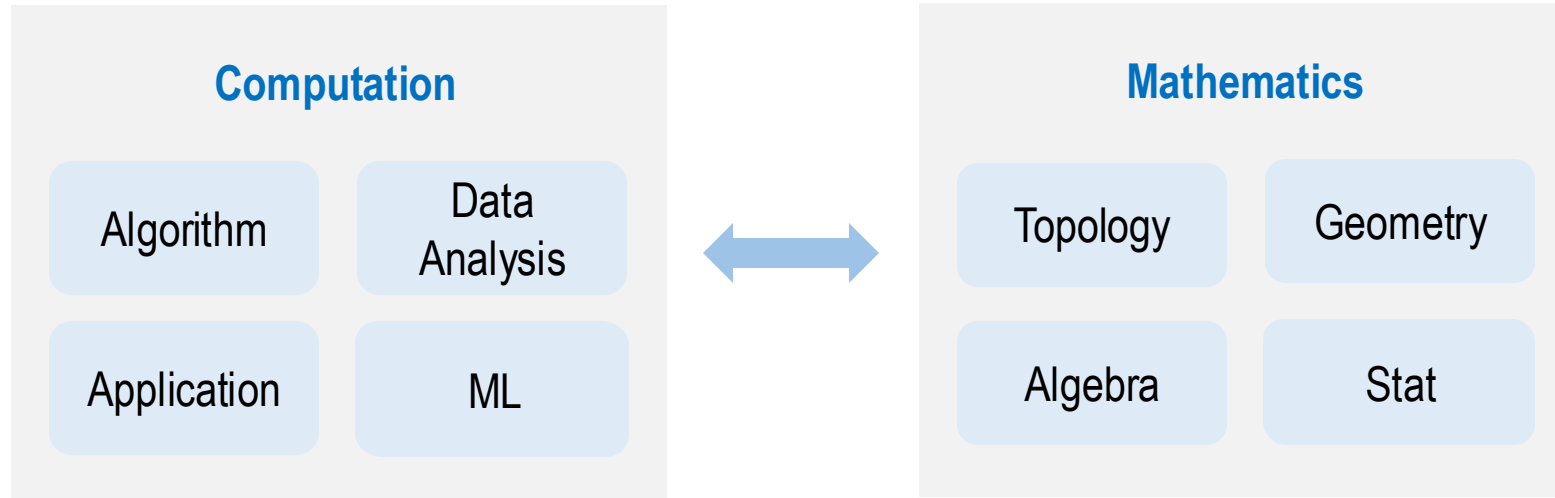 Computation
Algorithm
Data
Analysis
Application
ML
Mathematics
Topology
Geometry
Algebra
Stat